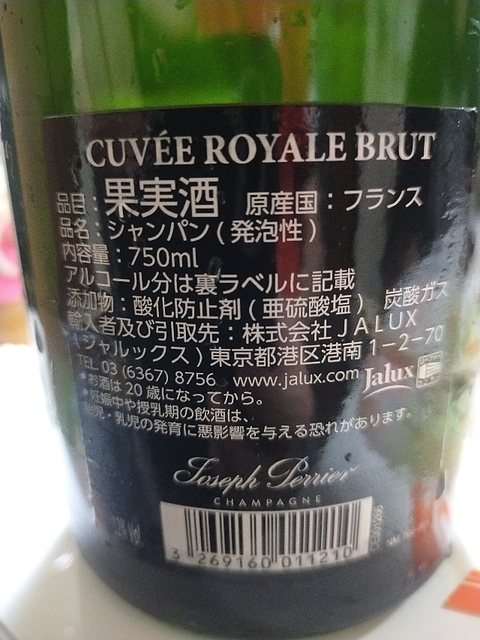 CUVÉE ROYALE BRUT
品目：果実酒　原産国：フランス
品名：シャンパン（発泡性）
内容量：750ml
アルコール分は裏ラベルに記載
添加物：酸化防止剤（亜硫酸塩） 炭酸ガス
輸入者及び引取先：株式会社ＪＡＬＵＸ
（ジャルックス）東京都港区港南１−２−70
TEL 03 (6367) 8756 www.jalux.com Jalux
・お酒は20歳になってから。
・妊娠中や授乳期の飲酒は、
胎児・乳児の発育に悪影響を与える恐れがあります。
Joseph Perrier
CHAMPAGNE
% Vol
3 269160 011210